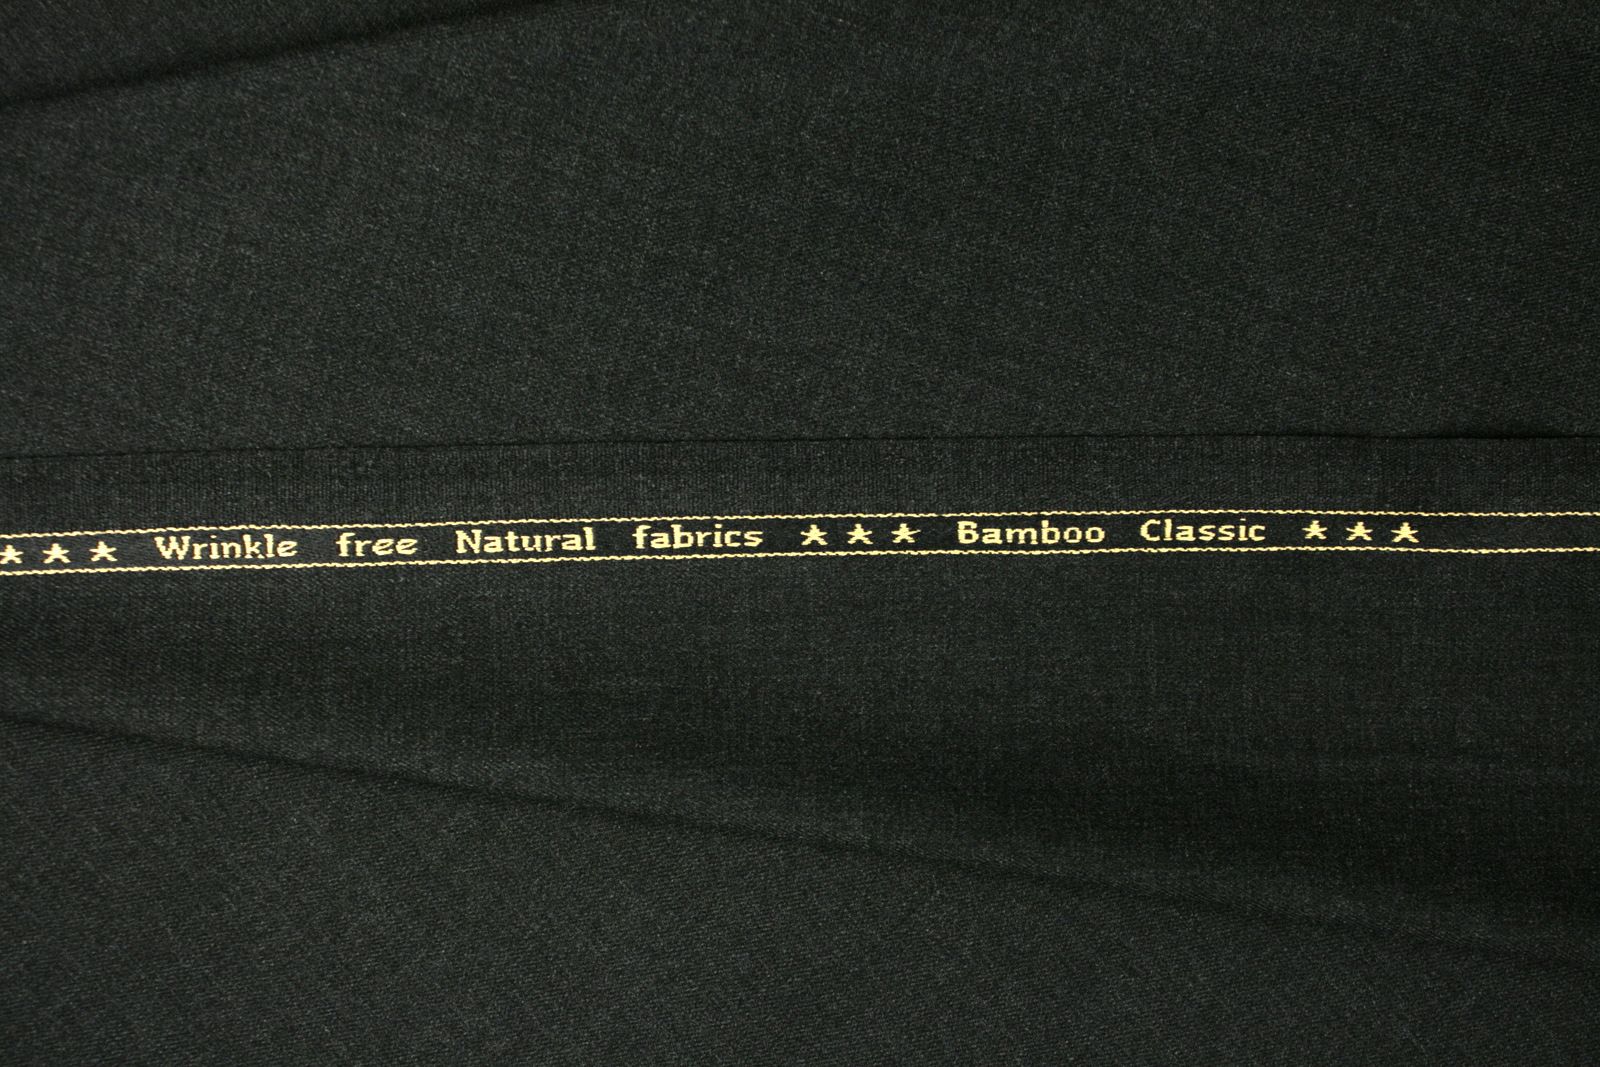 ★ ★ ★ Wrinkle free Natural fabrics ★ ★ ★ Bamboo Classic ★ ★ ★